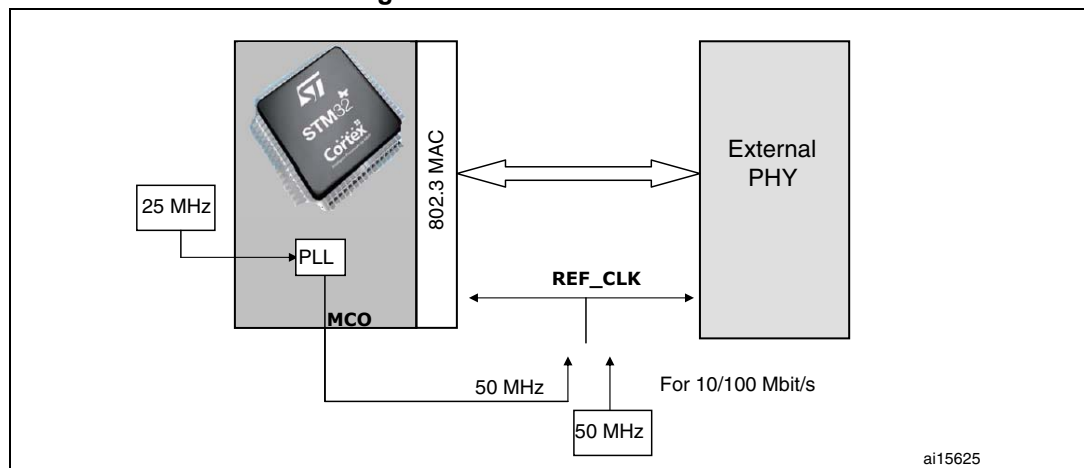 ST
STM32
Cortex
802.3 MAC
External
PHY
25 MHz
PLL
REF_CLK
MCO
50 MHz
For 10/100 Mbit/s
50 MHz
ai15625